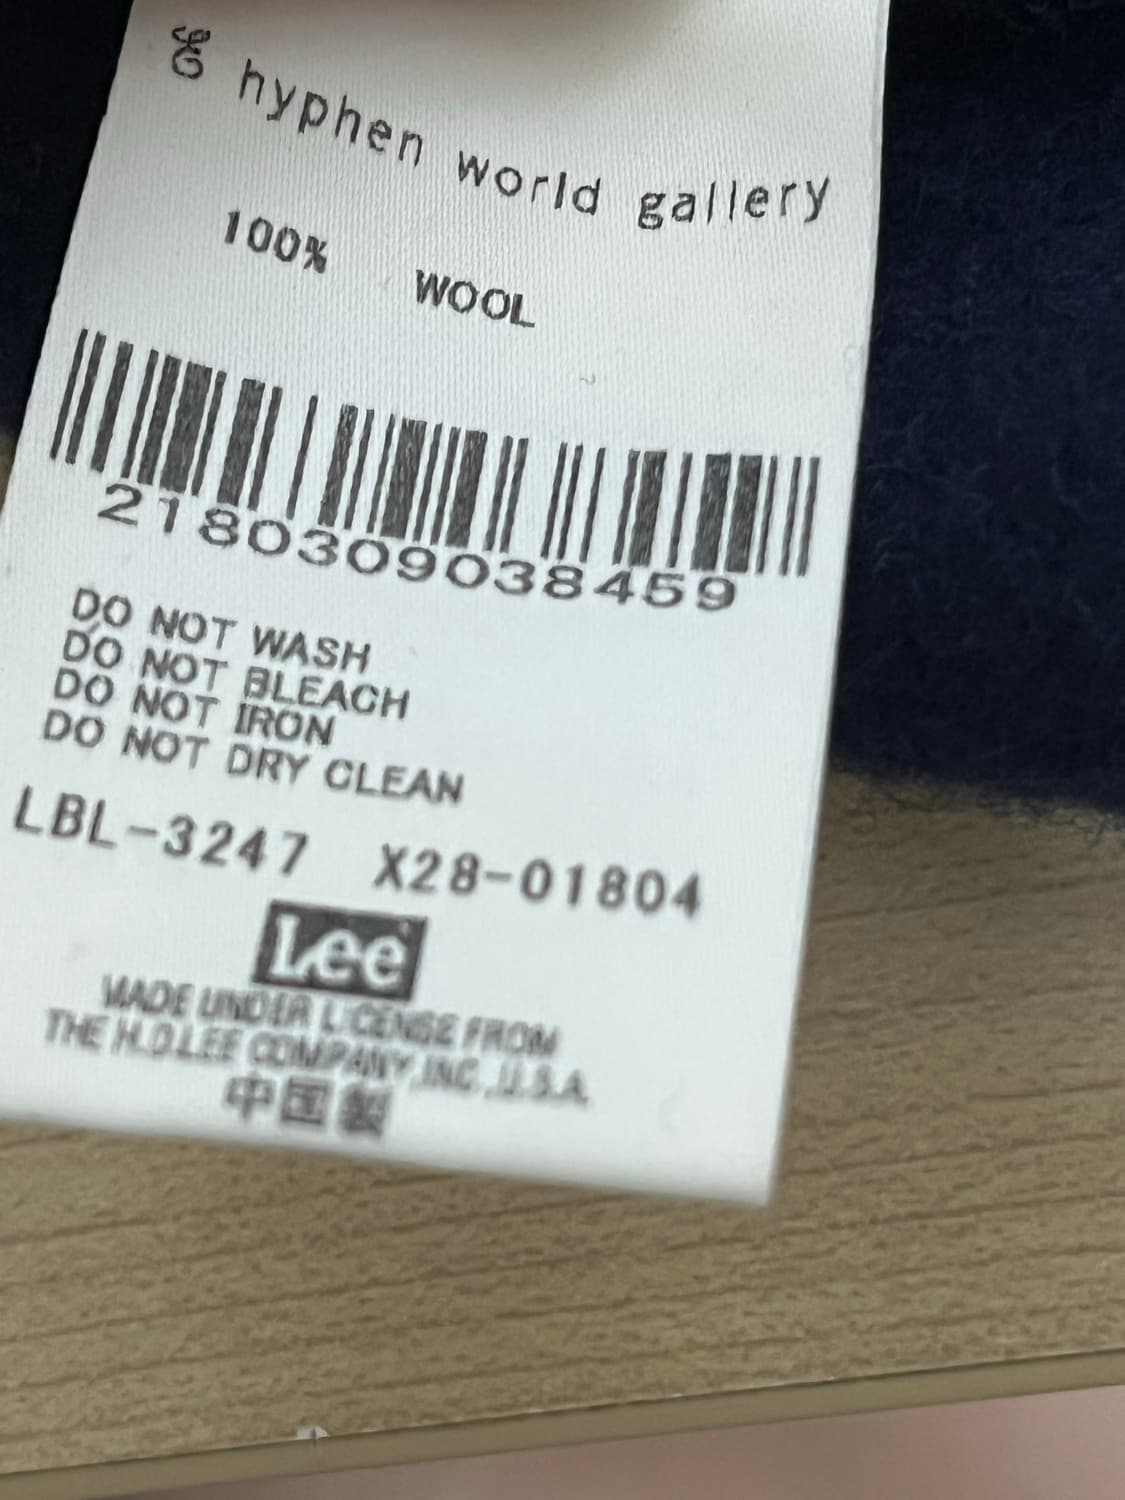 hyphen world gallery
100% WOOL
2180309038459
DO NOT WASH
DO NOT BLEACH
DO NOT IRON
DO NOT DRY CLEAN
LBL-3247 X28-01804
Lee
MADE UNDER LICENSE FROM
THE H.D.LEE COMPANY,INC.,U.S.A.
中国製